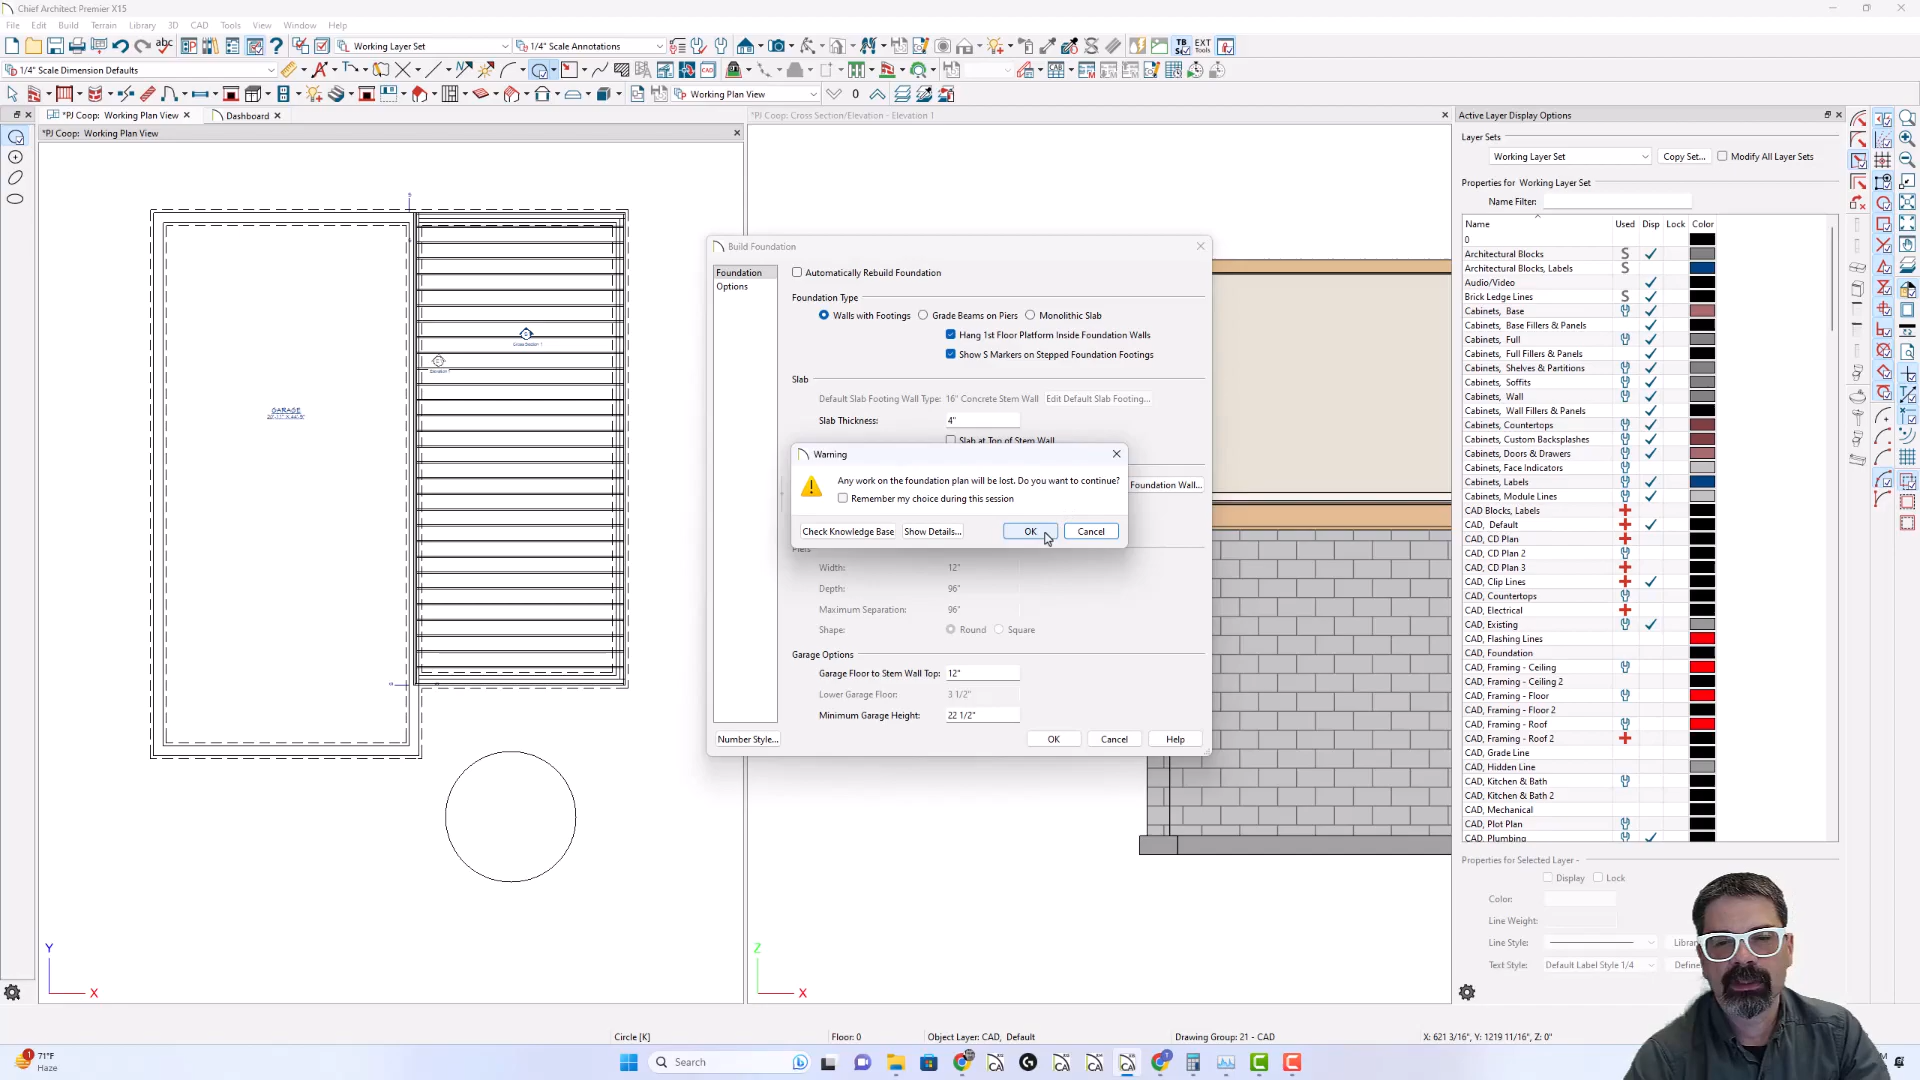 Chief Architect Premier X15
File Edit Build Terrain Library 3D CAD Tools View Window Help
Working Layer Set
1/4" Scale Annotations
1/4" Scale Dimension Defaults
Working Plan View
0
*PJ Coop: Working Plan View
Dashboard
*PJ Coop: Cross Section/Elevation - Elevation 1
*PJ Coop: Working Plan View
GARAGE
Cross Section 1
Y
X
Z
X
Build Foundation
Foundation
Options
Automatically Rebuild Foundation
Foundation Type
Walls with Footings
Grade Beams on Piers
Monolithic Slab
Hang 1st Floor Platform Inside Foundation Walls
Show S Markers on Stepped Foundation Footings
Slab
Default Slab Footing Wall Type: 16" Concrete Stem Wall Edit Default Slab Footing...
Slab Thickness: 4"
Slab at Top of Stem Wall
Foundation Wall...
Warning
Any work on the foundation plan will be lost. Do you want to continue?
Remember my choice during this session
Check Knowledge Base
Show Details...
OK
Cancel
Piers
Width: 12"
Depth: 96"
Maximum Separation: 96"
Shape: Round Square
Garage Options
Garage Floor to Stem Wall Top: 12"
Lower Garage Floor: 3 1/2"
Minimum Garage Height: 22 1/2"
Number Style...
OK
Cancel
Help
Active Layer Display Options
Layer Sets
Working Layer Set
Copy Set...
Modify All Layer Sets
Properties for Working Layer Set
Name Filter:
Name Used Disp Lock Color
0
Architectural Blocks S
Architectural Blocks, Labels S
Audio/Video
Brick Ledge Lines S
Cabinets, Base
Cabinets, Base Fillers & Panels
Cabinets, Full
Cabinets, Full Fillers & Panels
Cabinets, Shelves & Partitions
Cabinets, Soffits
Cabinets, Wall
Cabinets, Wall Fillers & Panels
Cabinets, Countertops
Cabinets, Custom Backsplashes
Cabinets, Doors & Drawers
Cabinets, Face Indicators
Cabinets, Labels
Cabinets, Module Lines
CAD Blocks, Labels
CAD, Default
CAD, CD Plan
CAD, CD Plan 2
CAD, CD Plan 3
CAD, Clip Lines
CAD, Countertops
CAD, Electrical
CAD, Existing
CAD, Flashing Lines
CAD, Foundation
CAD, Framing - Ceiling
CAD, Framing - Ceiling 2
CAD, Framing - Floor
CAD, Framing - Floor 2
CAD, Framing - Roof
CAD, Framing - Roof 2
CAD, Grade Line
CAD, Hidden Line
CAD, Kitchen & Bath
CAD, Kitchen & Bath 2
CAD, Mechanical
CAD, Plot Plan
CAD, Plumbing
Properties for Selected Layer -
Display
Lock
Color:
Line Weight:
Line Style:
Text Style: Default Label Style 1/4
Circle [K]
Floor: 0
Object Layer: CAD, Default
Drawing Group: 21 - CAD
X: 621 3/16", Y: 1219 11/16", Z: 0"
71°F
Haze
Search